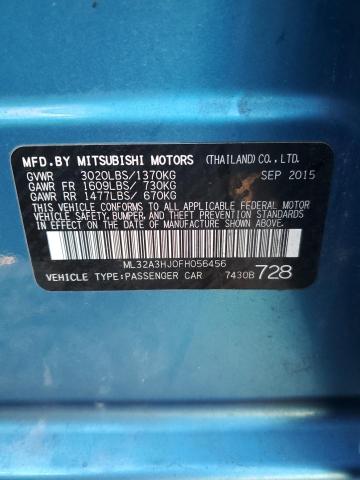 MFD.BY MITSUBISHI MOTORS (THAILAND)CO.,LTD.
GVWR 3020LBS/1370KG SEP 2015
GAWR FR 1609LBS/ 730KG
GAWR RR 1477LBS/ 670KG
THIS VEHICLE CONFORMS TO ALL APPLICABLE FEDERAL MOTOR
VEHICLE SAFETY, BUMPER, AND THEFT PREVENTION STANDARDS
IN EFFECT ON THE DATE OF MANUFACTURE SHOWN ABOVE.
ML32A3HJ0FH056456
VEHICLE TYPE:PASSENGER CAR 7430B 728